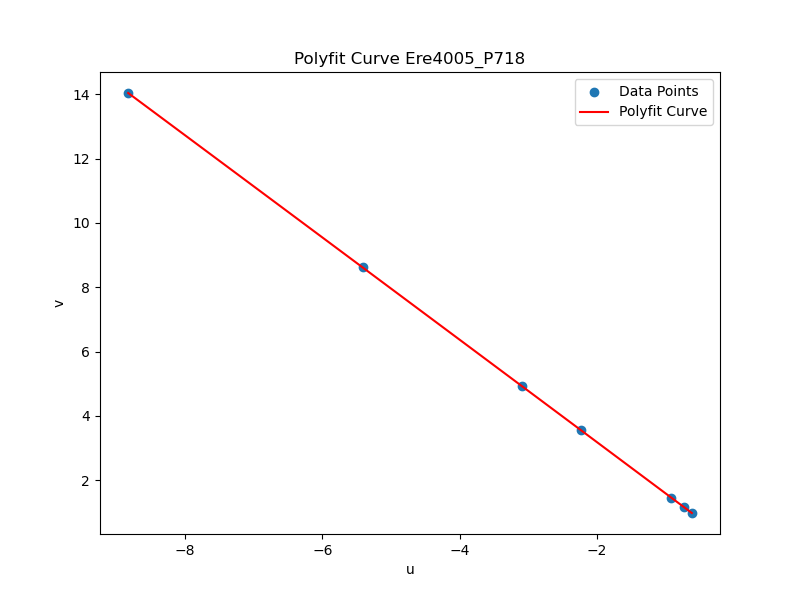 Polyfit Curve Ere4005_P718
Data Points
Polyfit Curve
14
12
10
8
6
4
2
v
−8
−6
−4
−2
u